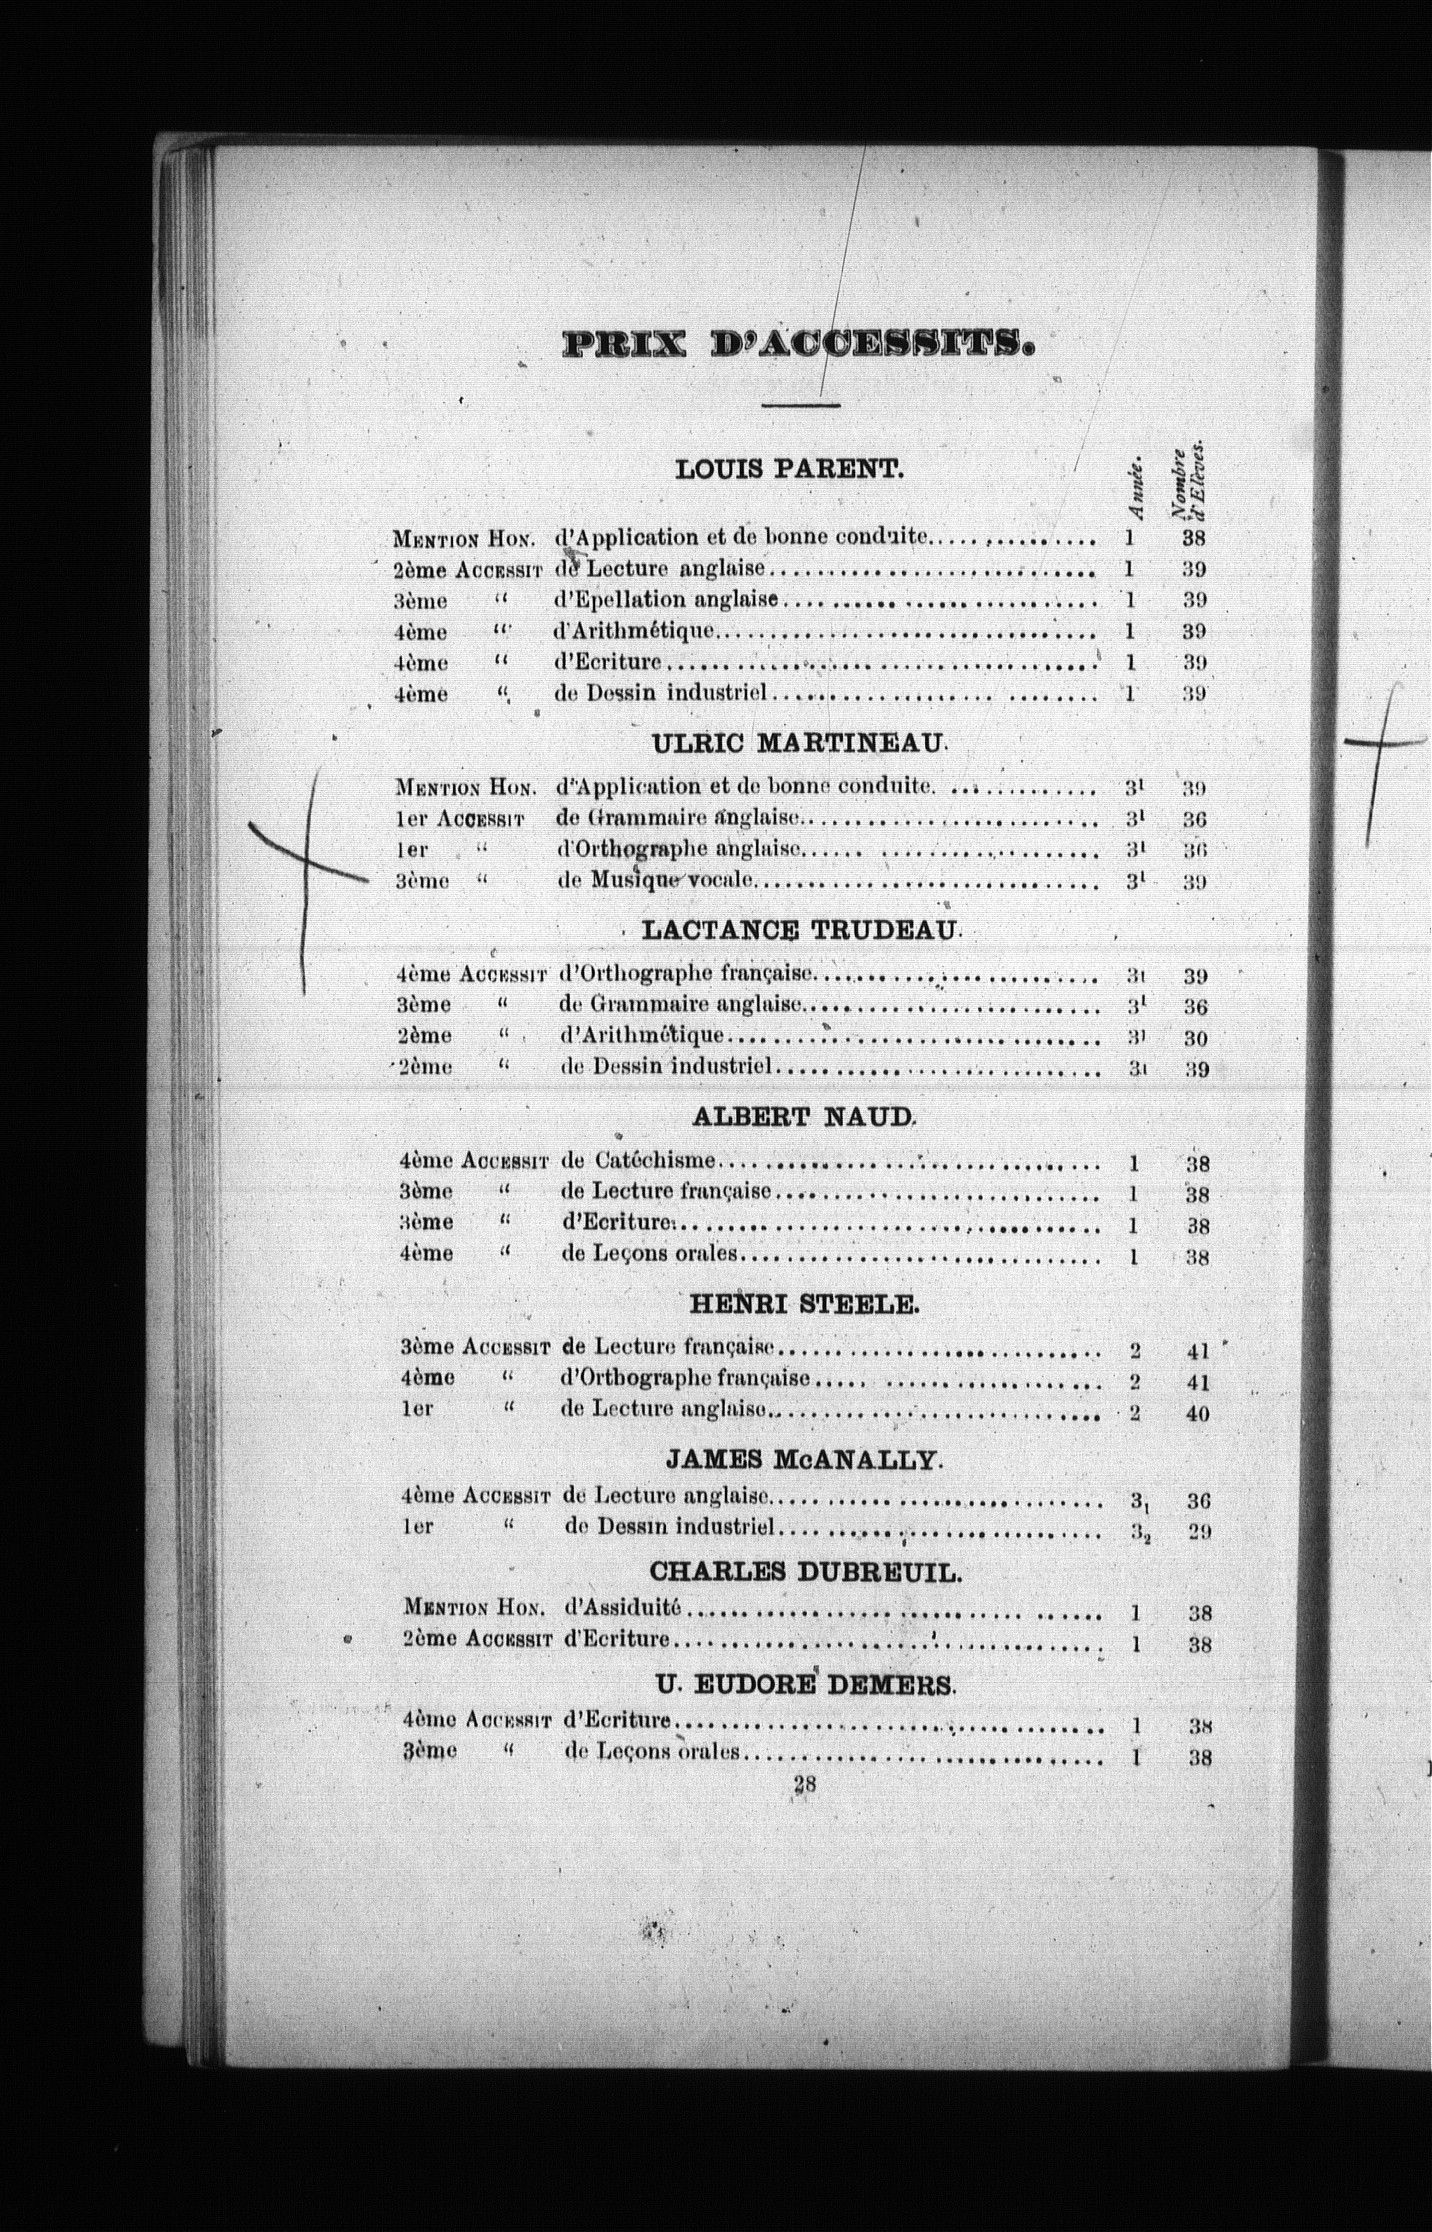 PRIX D'ACCESSITS.
Année. Nombre d'Elèves.
LOUIS PARENT.
MENTION HON. d'Application et de bonne conduite................ 1 38
2ème ACCESSIT de Lecture anglaise............................ 1 39
3ème “ d'Epellation anglaise........................... 1 39
4ème “ d'Arithmétique................................ 1 39
4ème “ d'Ecriture..................................... 1 39
4ème “ de Dessin industriel............................ 1 39
ULRIC MARTINEAU.
MENTION HON. d'Application et de bonne conduite. ............. 3¹ 39
1er ACCESSIT de Grammaire anglaise.......................... 3¹ 36
1er “ d'Orthographe anglaise......................... 3¹ 36
3ème “ de Musique vocale.............................. 3¹ 39
LACTANCE TRUDEAU.
4ème ACCESSIT d'Orthographe française......................... 3₁ 39
3ème “ de Grammaire anglaise.......................... 3¹ 36
2ème “ d'Arithmétique................................ 3¹ 30
2ème “ de Dessin industriel............................ 3₁ 39
ALBERT NAUD.
4ème ACCESSIT de Catéchisme................................. 1 38
3ème “ de Lecture française............................ 1 38
3ème “ d'Ecriture..................................... 1 38
4ème “ de Leçons orales............................... 1 38
HENRI STEELE.
3ème ACCESSIT de Lecture française............................ 2 41
4ème “ d'Orthographe française........................ 2 41
1er “ de Lecture anglaise............................. 2 40
JAMES McANALLY.
4ème ACCESSIT de Lecture anglaise............................. 3₁ 36
1er “ de Dessin industriel............................ 3₂ 29
CHARLES DUBREUIL.
MENTION HON. d'Assiduité.................................... 1 38
2ème ACCESSIT d'Ecriture..................................... 1 38
U. EUDORE DEMERS.
4ème ACCESSIT d'Ecriture..................................... 1 38
3ème “ de Leçons orales............................... 1 38
28